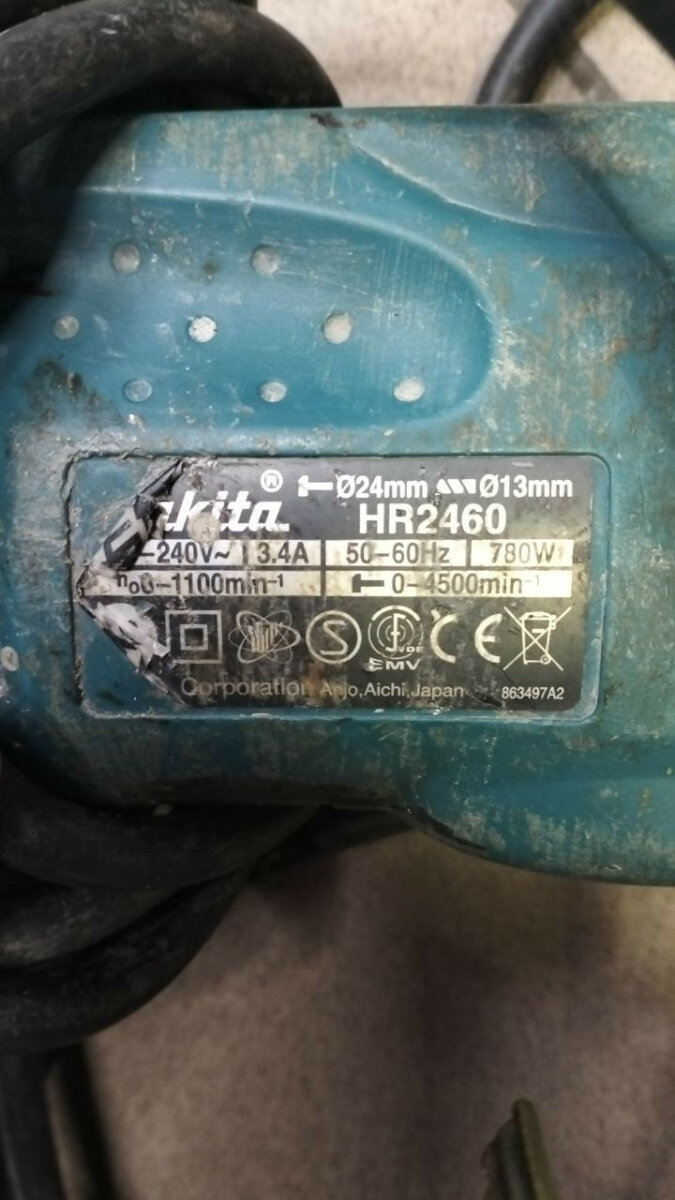 ® Ø24mm Ø13mm
akita HR2460
-240V~ 3.4A 50-60Hz 780W
n₀0-1100min⁻¹ 0-4500min⁻¹
S VDE CE
EMV
Corporation Anjo,Aichi,Japan 863497A2